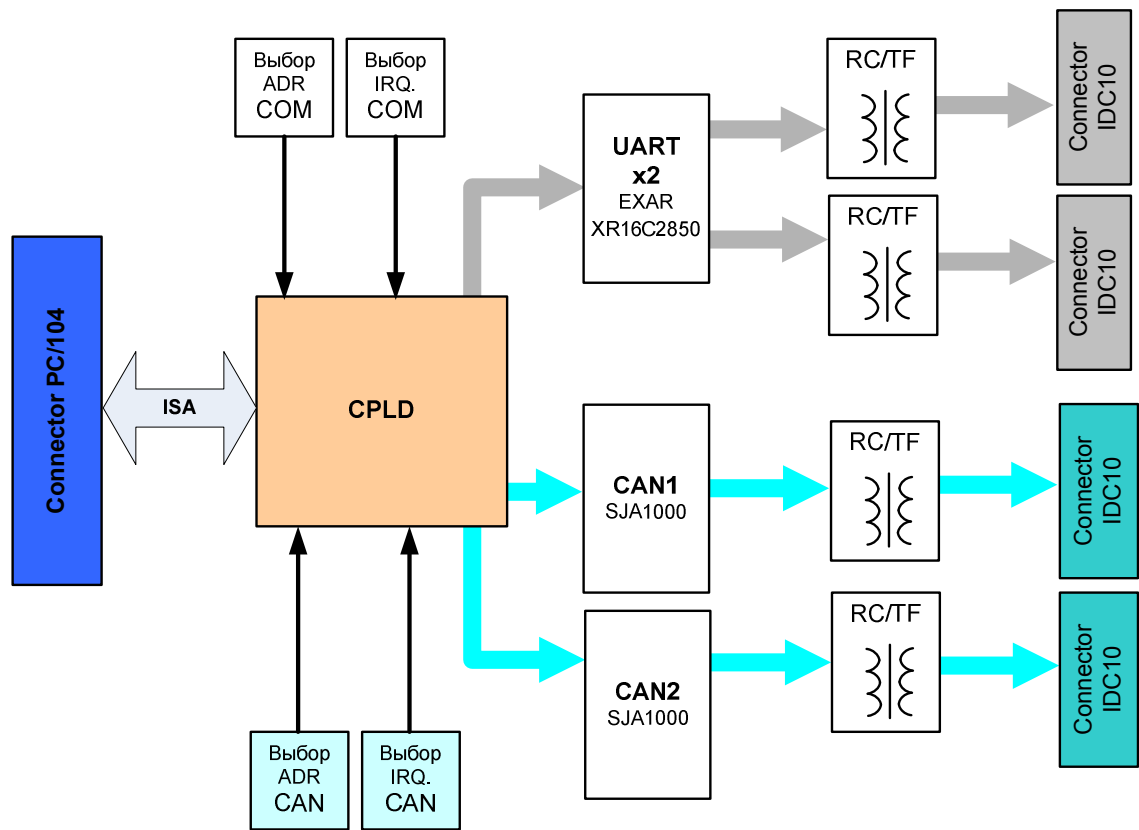 Выбор
ADR
COM
Выбор
IRQ.
COM
UART
x2
EXAR
XR16C2850
RC/TF
Connector
IDC10
RC/TF
Connector
IDC10
Connector PC/104
ISA
CPLD
CAN1
SJA1000
RC/TF
Connector
IDC10
CAN2
SJA1000
RC/TF
Connector
IDC10
Выбор
ADR
CAN
Выбор
IRQ.
CAN